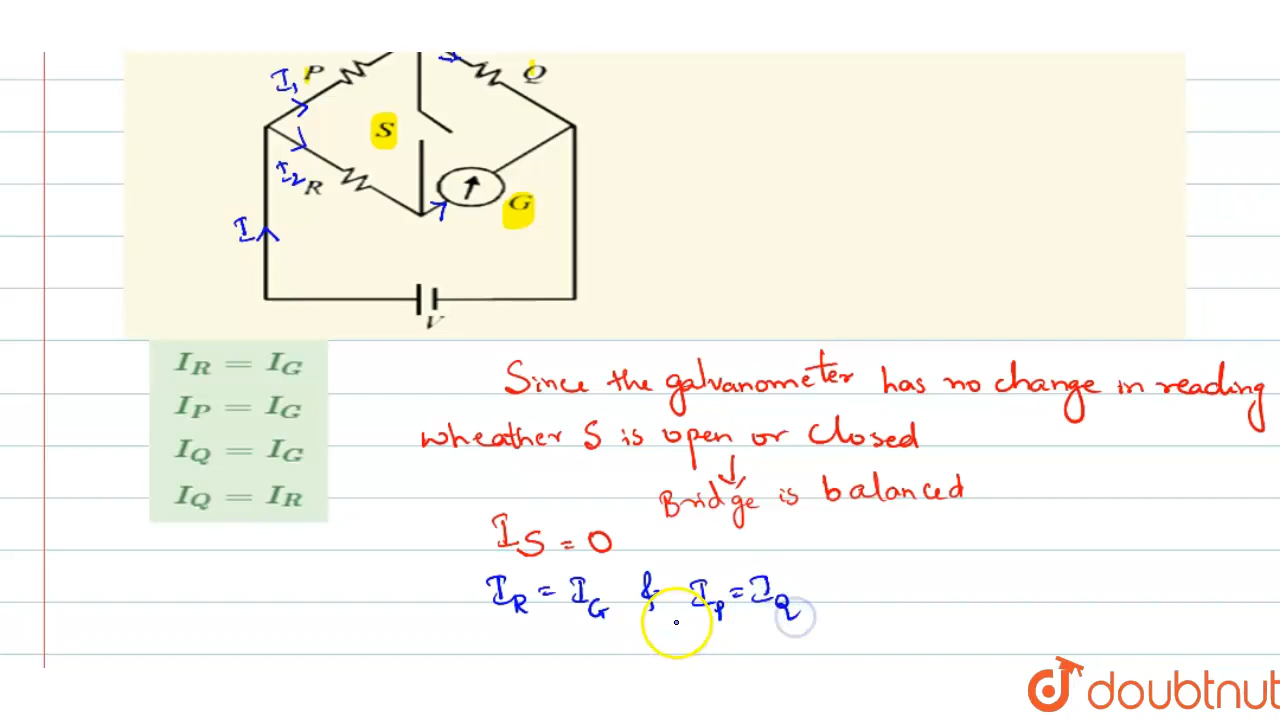 I₁ P
Q
S
I₂ R
G
I
V
I_R = I_G
I_P = I_G
I_Q = I_G
I_Q = I_R
Since the galvanometer has no change in reading
wheather S is open or closed
Bridge is balanced
I_S = 0
I_R = I_G & I_P = I_Q
doubtnut